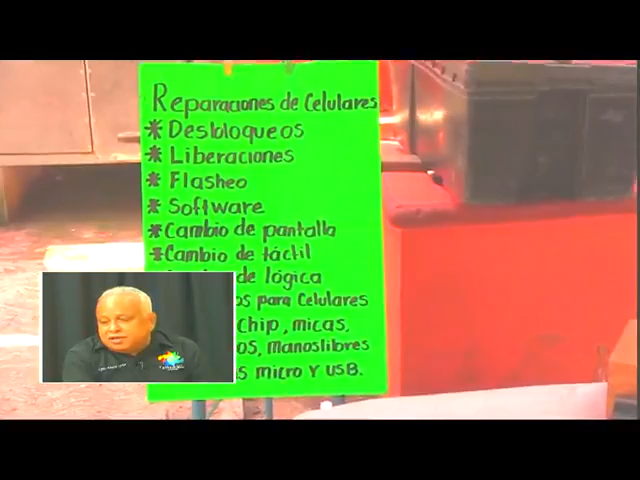 Reparaciones de Celulares
* Desbloqueos
* Liberaciones
* Flasheo
* Software
* Cambio de pantalla
* Cambio de táctil
de lógica
para Celulares
Chip, micas,
Manoslibres
micro Y USB.